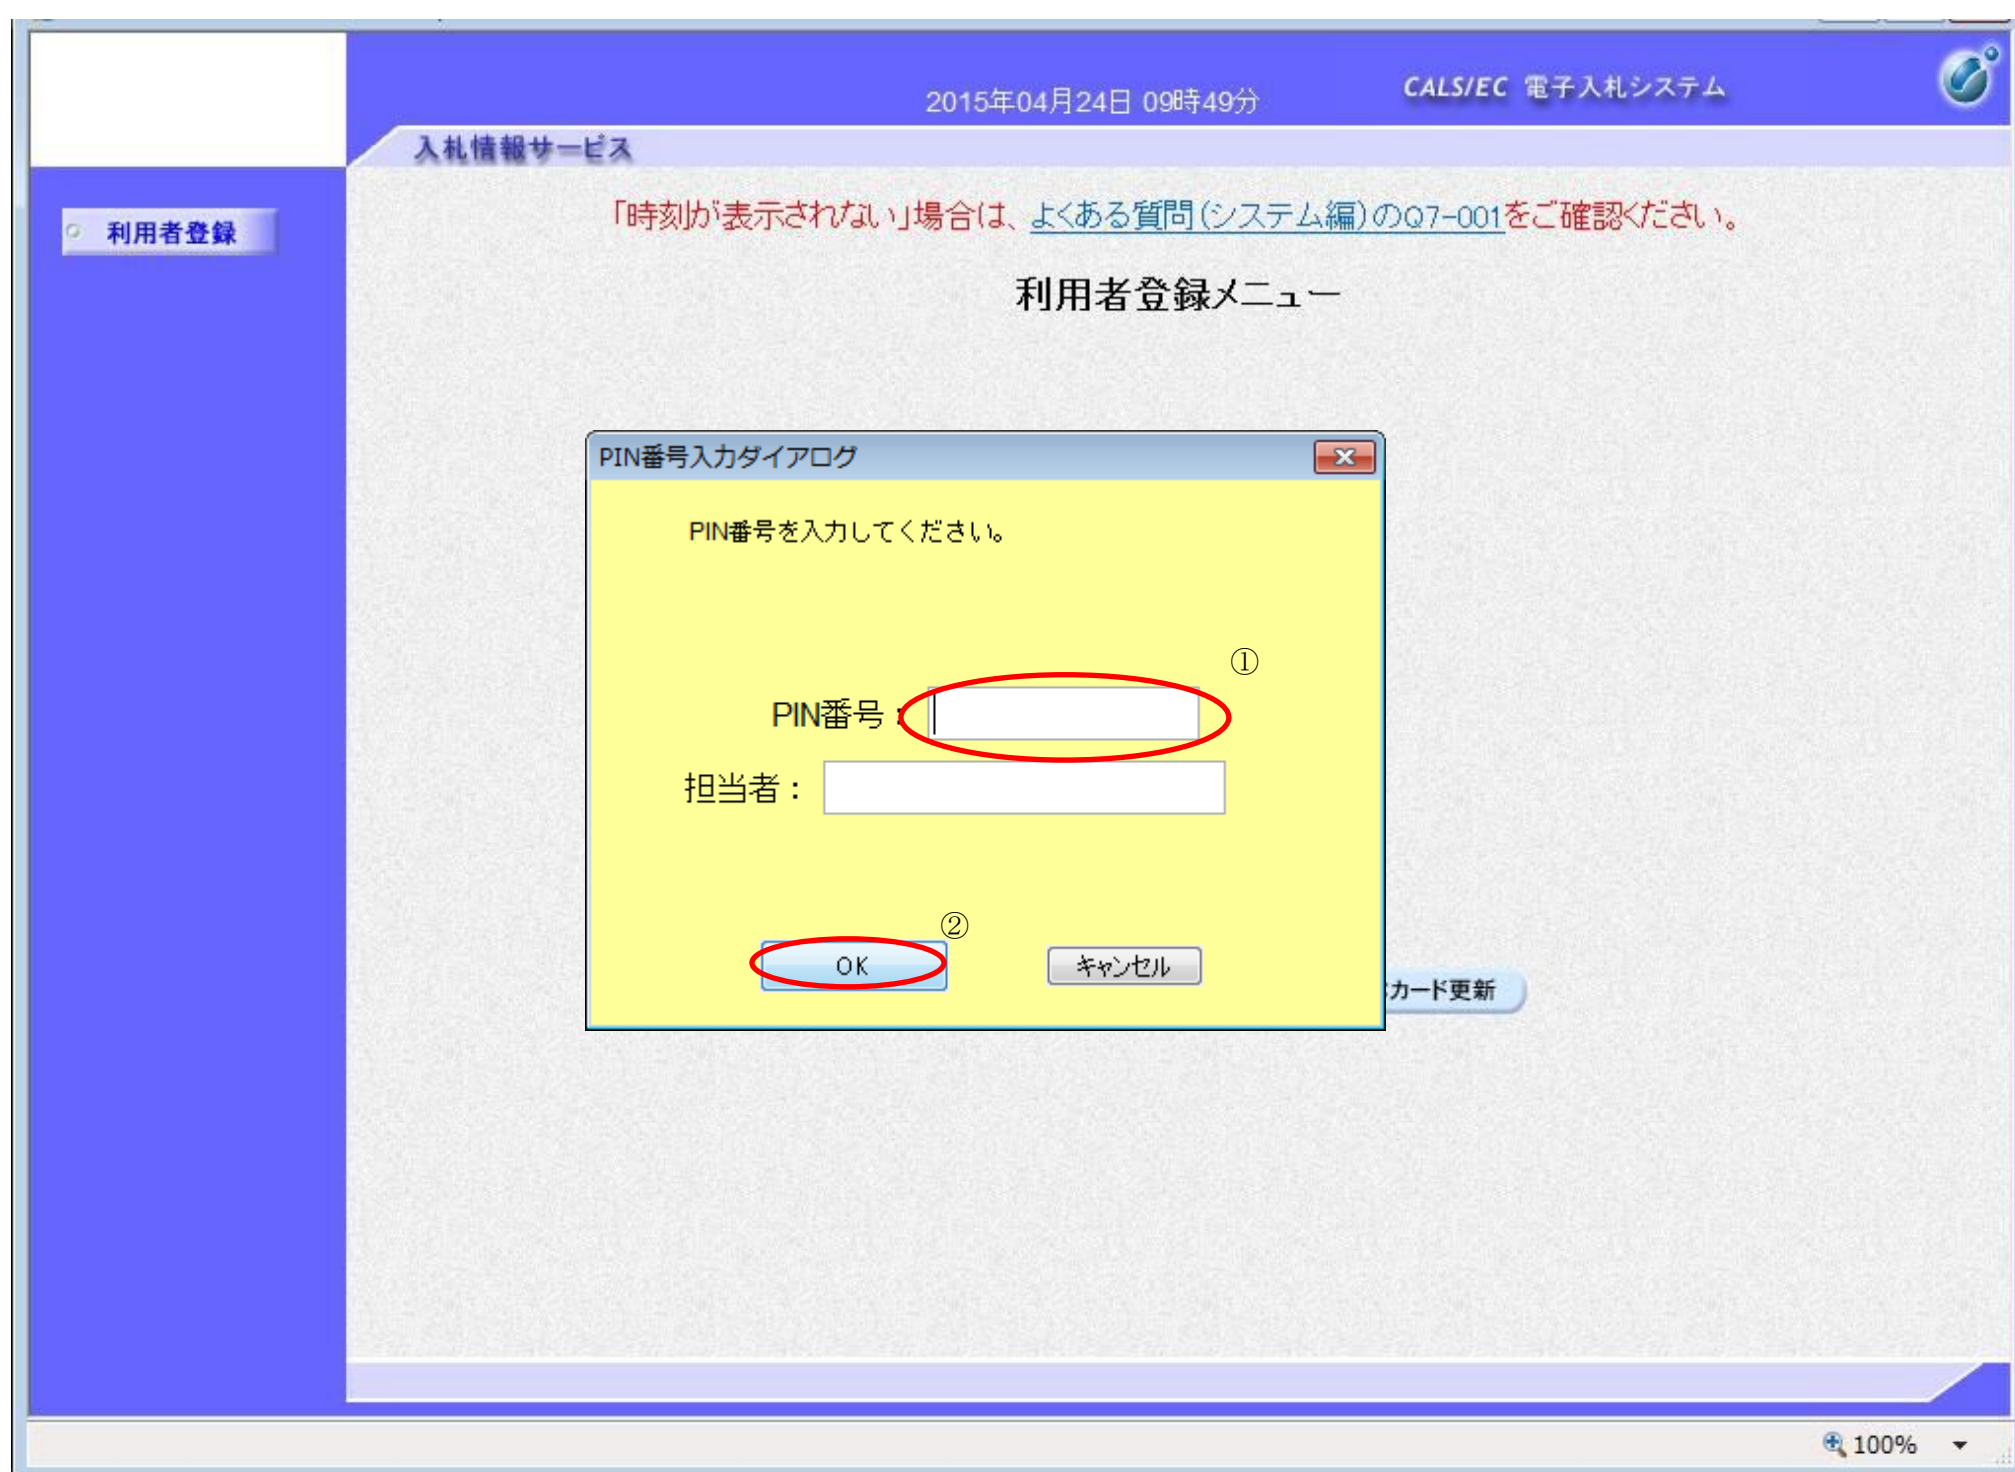 2015年04月24日 09時49分
CALS/EC 電子入札システム
入札情報サービス
利用者登録
「時刻が表示されない」場合は、よくある質問(システム編)のQ7-001をご確認ください。
利用者登録メニュー
PIN番号入力ダイアログ
PIN番号を入力してください。
①
PIN番号：
担当者：
②
OK
キャンセル
カード更新
100%